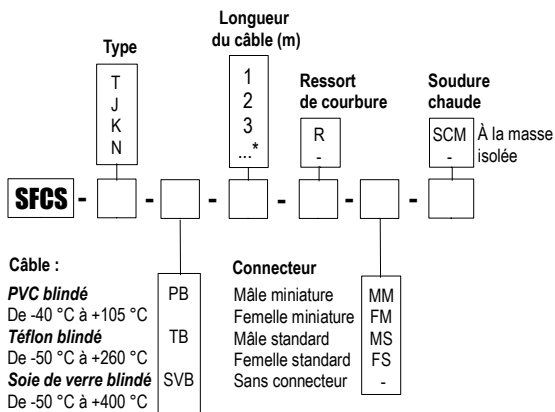 Longueur
du câble (m)
Type
T
J
K
N
1
2
3
...*
Ressort
de courbure
R
-
Soudure
chaude
SCM À la masse
- isolée
SFCS - - - - - -
Câble :
PVC blindé PB
De -40 °C à +105 °C
Téflon blindé TB
De -50 °C à +260 °C
Soie de verre blindé SVB
De -50 °C à +400 °C
Connecteur
Mâle miniature MM
Femelle miniature FM
Mâle standard MS
Femelle standard FS
Sans connecteur -